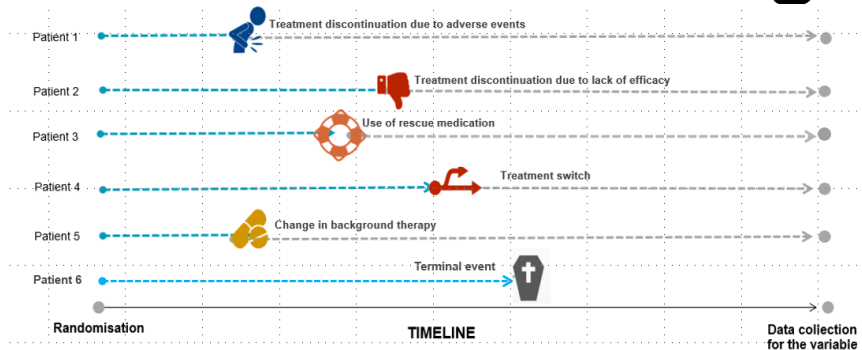 Treatment discontinuation due to adverse events
Patient 1
Treatment discontinuation due to lack of efficacy
Patient 2
Use of rescue medication
Patient 3
Treatment switch
Patient 4
Change in background therapy
Patient 5
Terminal event
Patient 6
Randomisation
TIMELINE
Data collection
for the variable